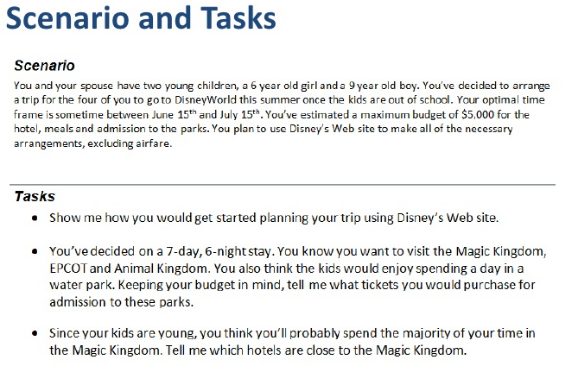 Scenario and Tasks
Scenario
You and your spouse have two young children, a 6 year old girl and a 9 year old boy. You've decided to arrange
a trip for the four of you to go to DisneyWorld this summer once the kids are out of school. Your optimal time
frame is sometime between June 15th and July 15th. You've estimated a maximum budget of $5,000 for the
hotel, meals and admission to the parks. You plan to use Disney's Web site to make all of the necessary
arrangements, excluding airfare.
Tasks
• Show me how you would get started planning your trip using Disney's Web site.
• You've decided on a 7-day, 6-night stay. You know you want to visit the Magic Kingdom,
EPCOT and Animal Kingdom. You also think the kids would enjoy spending a day in a
water park. Keeping your budget in mind, tell me what tickets you would purchase for
admission to these parks.
• Since your kids are young, you think you'll probably spend the majority of your time in
the Magic Kingdom. Tell me which hotels are close to the Magic Kingdom.